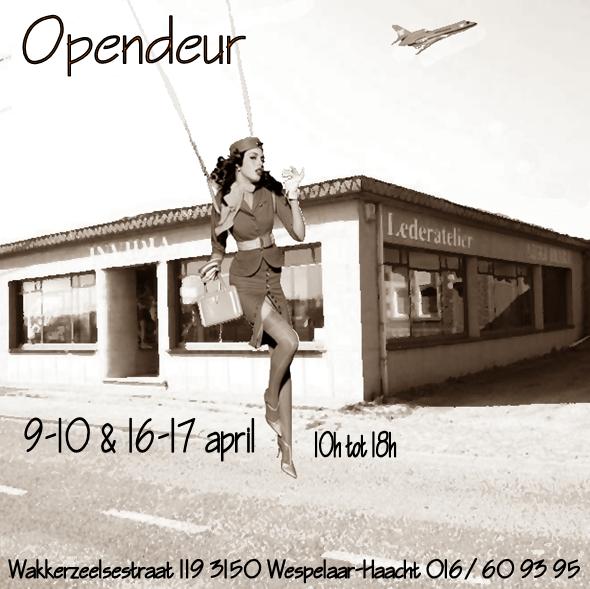 Opendeur
Lederatelier
9-10 & 16-17 april
10h tot 18h
Wakkerzeelsestraat 119 3150 Wespelaar-Haacht 016/ 60 93 95